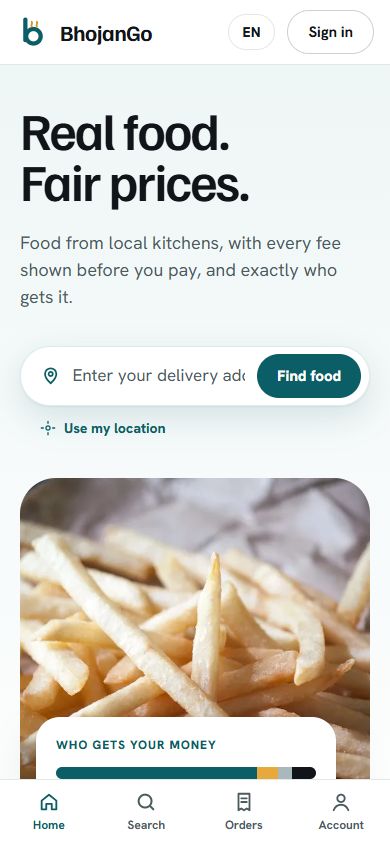 BhojanGo
EN
Sign in
Real food.
Fair prices.
Food from local kitchens, with every fee
shown before you pay, and exactly who
gets it.
Enter your delivery add
Find food
Use my location
WHO GETS YOUR MONEY
Home
Search
Orders
Account